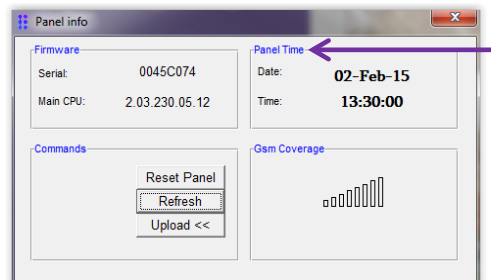 Panel info
Firmware
Serial: 0045C074
Main CPU: 2.03.230.05.12
Panel Time
Date: 02-Feb-15
Time: 13:30:00
Commands
Reset Panel
Refresh
Upload <<
Gsm Coverage